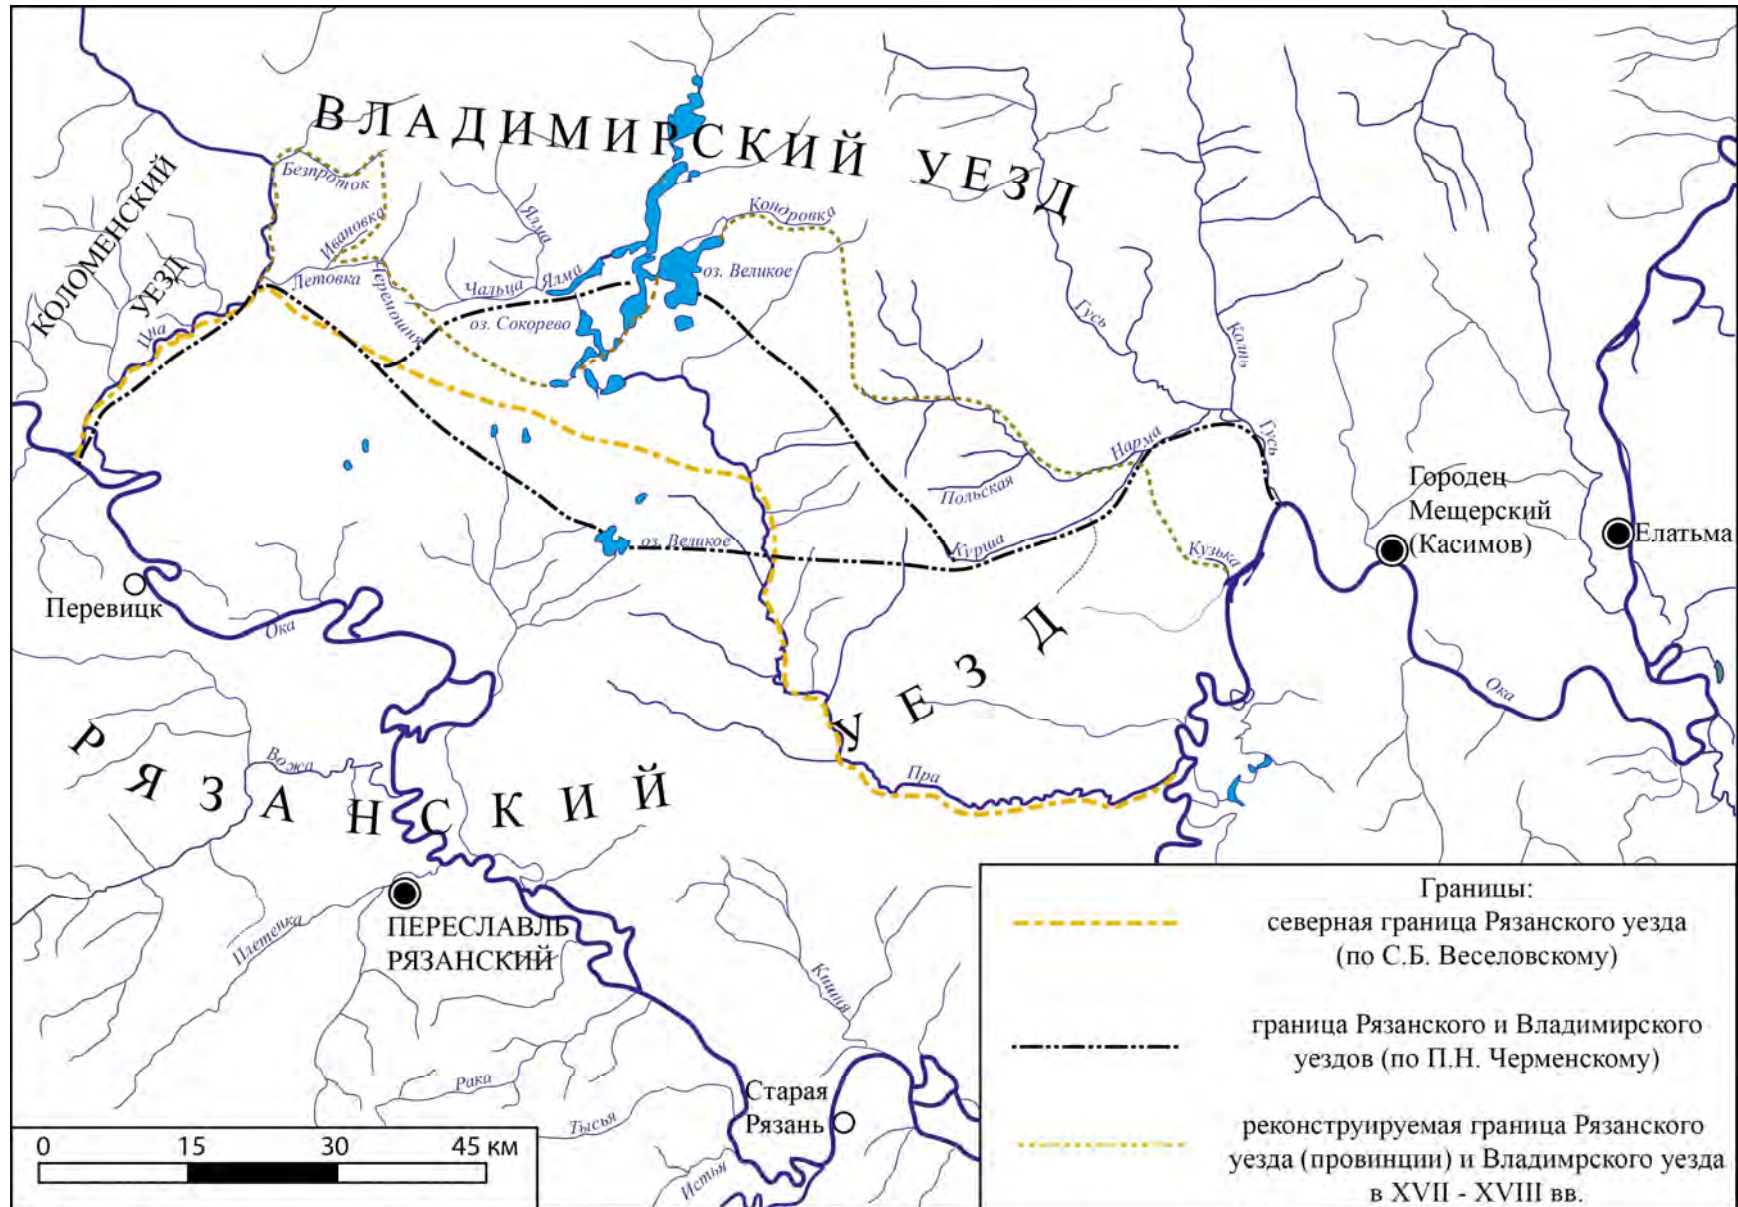 ВЛАДИМИРСКИЙ УЕЗД
КОЛОМЕНСКИЙ
УЕЗД
Безпроток
Ивановка
Летовка
Черемошня
Цна
Ялма
Чальца
Ялма
оз. Сокорево
оз. Великое
Кондровка
Гусь
Колпь
Гусь
Нарма
Польская
Курша
Кузька
оз. Великое
Городец
Мещерский
(Касимов)
Елатьма
Перевицк
Ока
Ока
РЯЗАНСКИЙ
УЕЗД
Вожа
Пра
Плетенка
ПЕРЕСЛАВЛЬ
РЯЗАНСКИЙ
Рака
Тысья
Истья
Старая
Рязань
0 15 30 45 км
Границы:
северная граница Рязанского уезда
(по С.Б. Веселовскому)
граница Рязанского и Владимирского
уездов (по П.Н. Черменскому)
реконструируемая граница Рязанского
уезда (провинции) и Владимрского уезда
в XVII - XVIII вв.